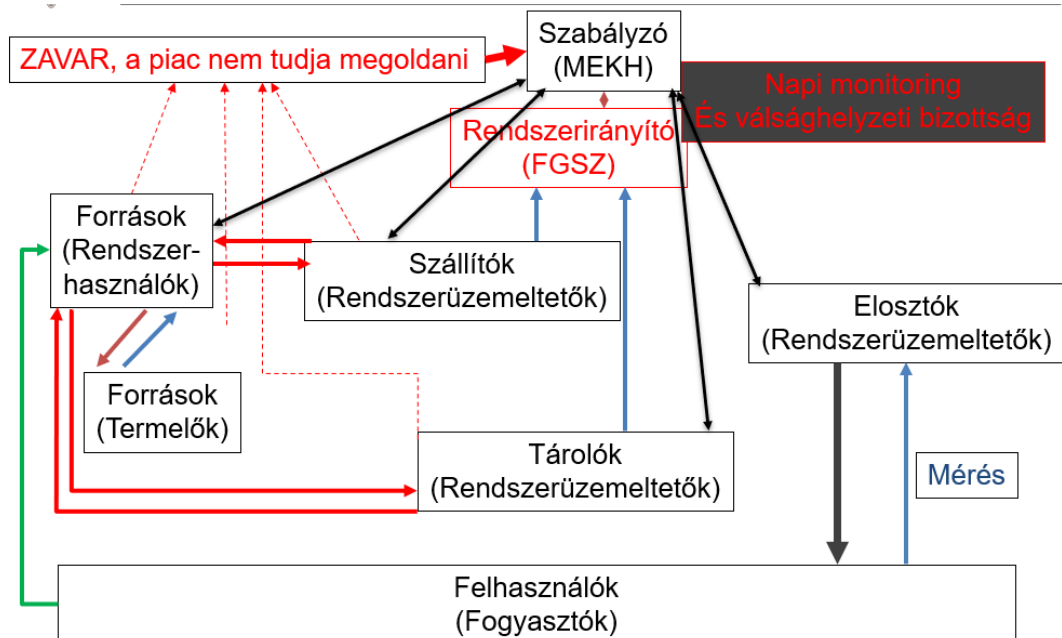 ZAVAR, a piac nem tudja megoldani
Szabályzó
(MEKH)
Napi monitoring
És válsághelyzeti bizottság
Rendszerirányító
(FGSZ)
Források
(Rendszer-
használók)
Szállítók
(Rendszerüzemeltetők)
Elosztók
(Rendszerüzemeltetők)
Források
(Termelők)
Tárolók
(Rendszerüzemeltetők)
Mérés
Felhasználók
(Fogyasztók)